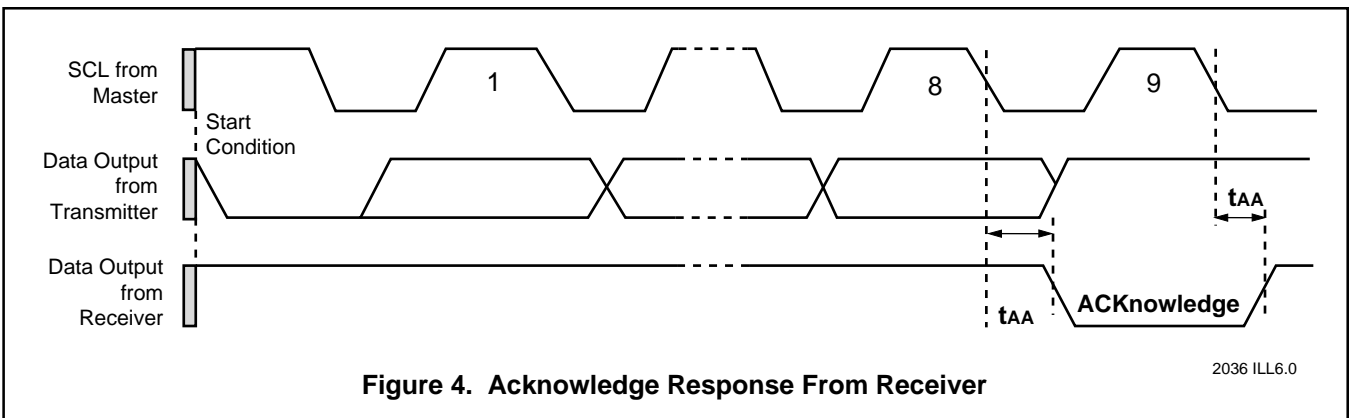 SCL from
Master
1
8
9
Start
Condition
Data Output
from
Transmitter
tAA
Data Output
from
Receiver
tAA
ACKnowledge
Figure 4. Acknowledge Response From Receiver
2036 ILL6.0